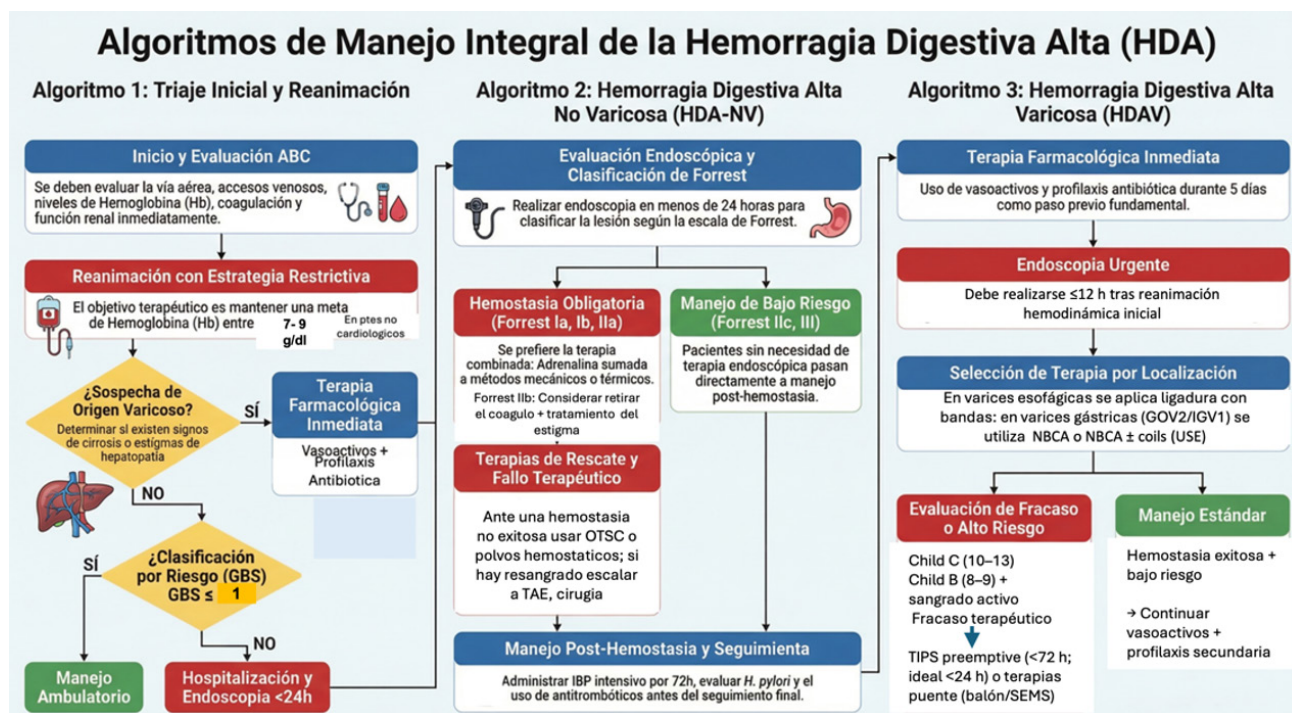 Algoritmos de Manejo Integral de la Hemorragia Digestiva Alta (HDA)
Algoritmo 1: Triaje Inicial y Reanimación
Inicio y Evaluación ABC
Se deben evaluar la vía aérea, accesos venosos,
niveles de Hemoglobina (Hb), coagulación y
función renal inmediatamente.
Reanimación con Estrategia Restrictiva
El objetivo terapéutico es mantener una meta
de Hemoglobina (Hb) entre
7- 9
g/dl
En ptes no
cardiologicos
¿Sospecha de
Origen Varicoso?
Determinar sI existen signos
de cirrosis o estígmas de
hepatopatía
SÍ
Terapia
Farmacológica
Inmediata
Vasoactivos +
Profilaxis
Antibiotica
NO
¿Clasificación
por Riesgo (GBS)
GBS ≤ 1
SÍ
NO
Manejo
Ambulatorio
Hospitalización y
Endoscopia <24h
Algoritmo 2: Hemorragia Digestiva Alta
No Varicosa (HDA-NV)
Evaluación Endoscópica y
Clasificación de Forrest
Realizar endoscopia en menos de 24 horas para
clasificar la lesión según la escala de Forrest.
Hemostasia Obligatoria
(Forrest Ia, Ib, IIa)
Se prefiere la terapia
combinada: Adrenalina sumada
a métodos mecánicos o térmicos.
Forrest IIb: Considerar retirar
el coagulo + tratamiento del
estigma
Manejo de Bajo Riesgo
(Forrest IIc, III)
Pacientes sin necesidad de
terapia endoscópica pasan
directamente a manejo
post-hemostasia.
Terapias de Rescate y
Fallo Terapéutico
Ante una hemostasia
no exitosa usar OTSC o
polvos hemostaticos; si
hay resangrado escalar
a TAE, cirugia
Manejo Post-Hemostasia y Seguimienta
Administrar IBP intensivo por 72h, evaluar H. pylori y el
uso de antitrombóticos antes del seguimiento final.
Algoritmo 3: Hemorragia Digestiva Alta
Varicosa (HDAV)
Terapia Farmacológica Inmediata
Uso de vasoactivos y profilaxis antibiótica durante 5 días
como paso previo fundamental.
Endoscopia Urgente
Debe realizarse ≤12 h tras reanimación
hemodinámica inicial
Selección de Terapia por Localización
En varices esofágicas se aplica ligadura con
bandas: en varices gástricas (GOV2/IGV1) se
utiliza NBCA o NBCA ± coils (USE)
Evaluación de Fracaso
o Alto Riesgo
Child C (10–13)
Child B (8–9) +
sangrado activo
Fracaso terapéutico
TIPS preemptive (<72 h;
ideal <24 h) o terapias
puente (balón/SEMS)
Manejo Estándar
Hemostasia exitosa +
bajo riesgo
→ Continuar
vasoactivos +
profilaxis secundaria